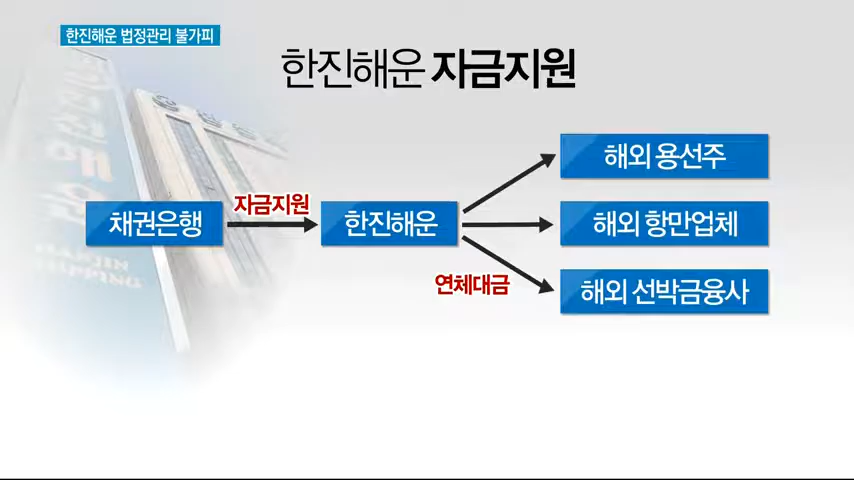 한진해운 법정관리 불가피
한진해운 자금지원
해외 용선주
자금지원
채권은행
한진해운
해외 항만업체
연체대금
해외 선박금융사
HANJIN
SHIPPING